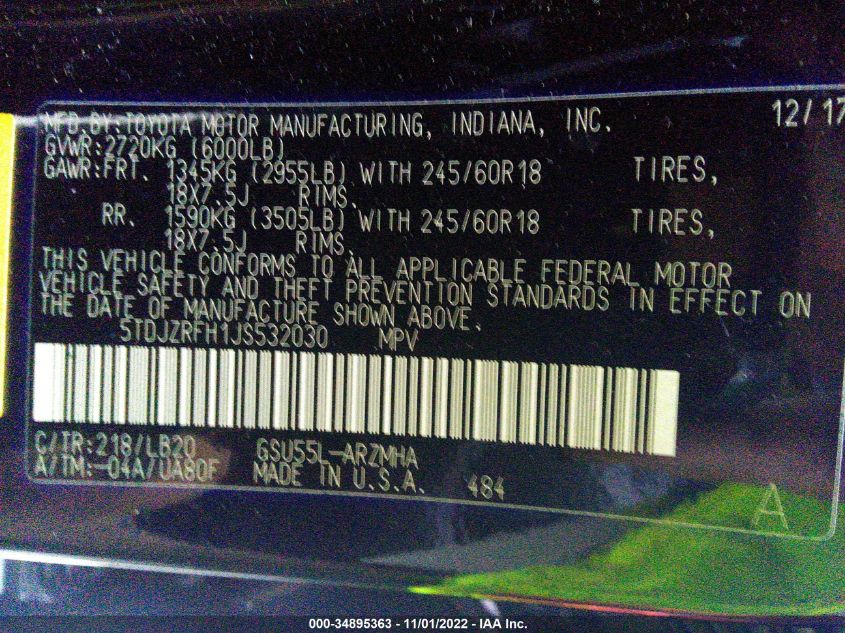 MFD.BY:TOYOTA MOTOR MANUFACTURING, INDIANA, INC. 12/17
GVWR:2720KG (6000LB)
GAWR:FRT. 1345KG (2955LB) WITH 245/60R18 TIRES,
18X7.5J RIMS,
RR. 1590KG (3505LB) WITH 245/60R18 TIRES,
18X7.5J RIMS.
THIS VEHICLE CONFORMS TO ALL APPLICABLE FEDERAL MOTOR
VEHICLE SAFETY AND THEFT PREVENTION STANDARDS IN EFFECT ON
THE DATE OF MANUFACTURE SHOWN ABOVE.
5TDJZRFH1JS532030 MPV
C/TR:218/LB20 GSU55L-ARZMHA
A/TM:-04A/UA80F MADE IN U.S.A. 484
A
000-34895363 - 11/01/2022 - IAA Inc.